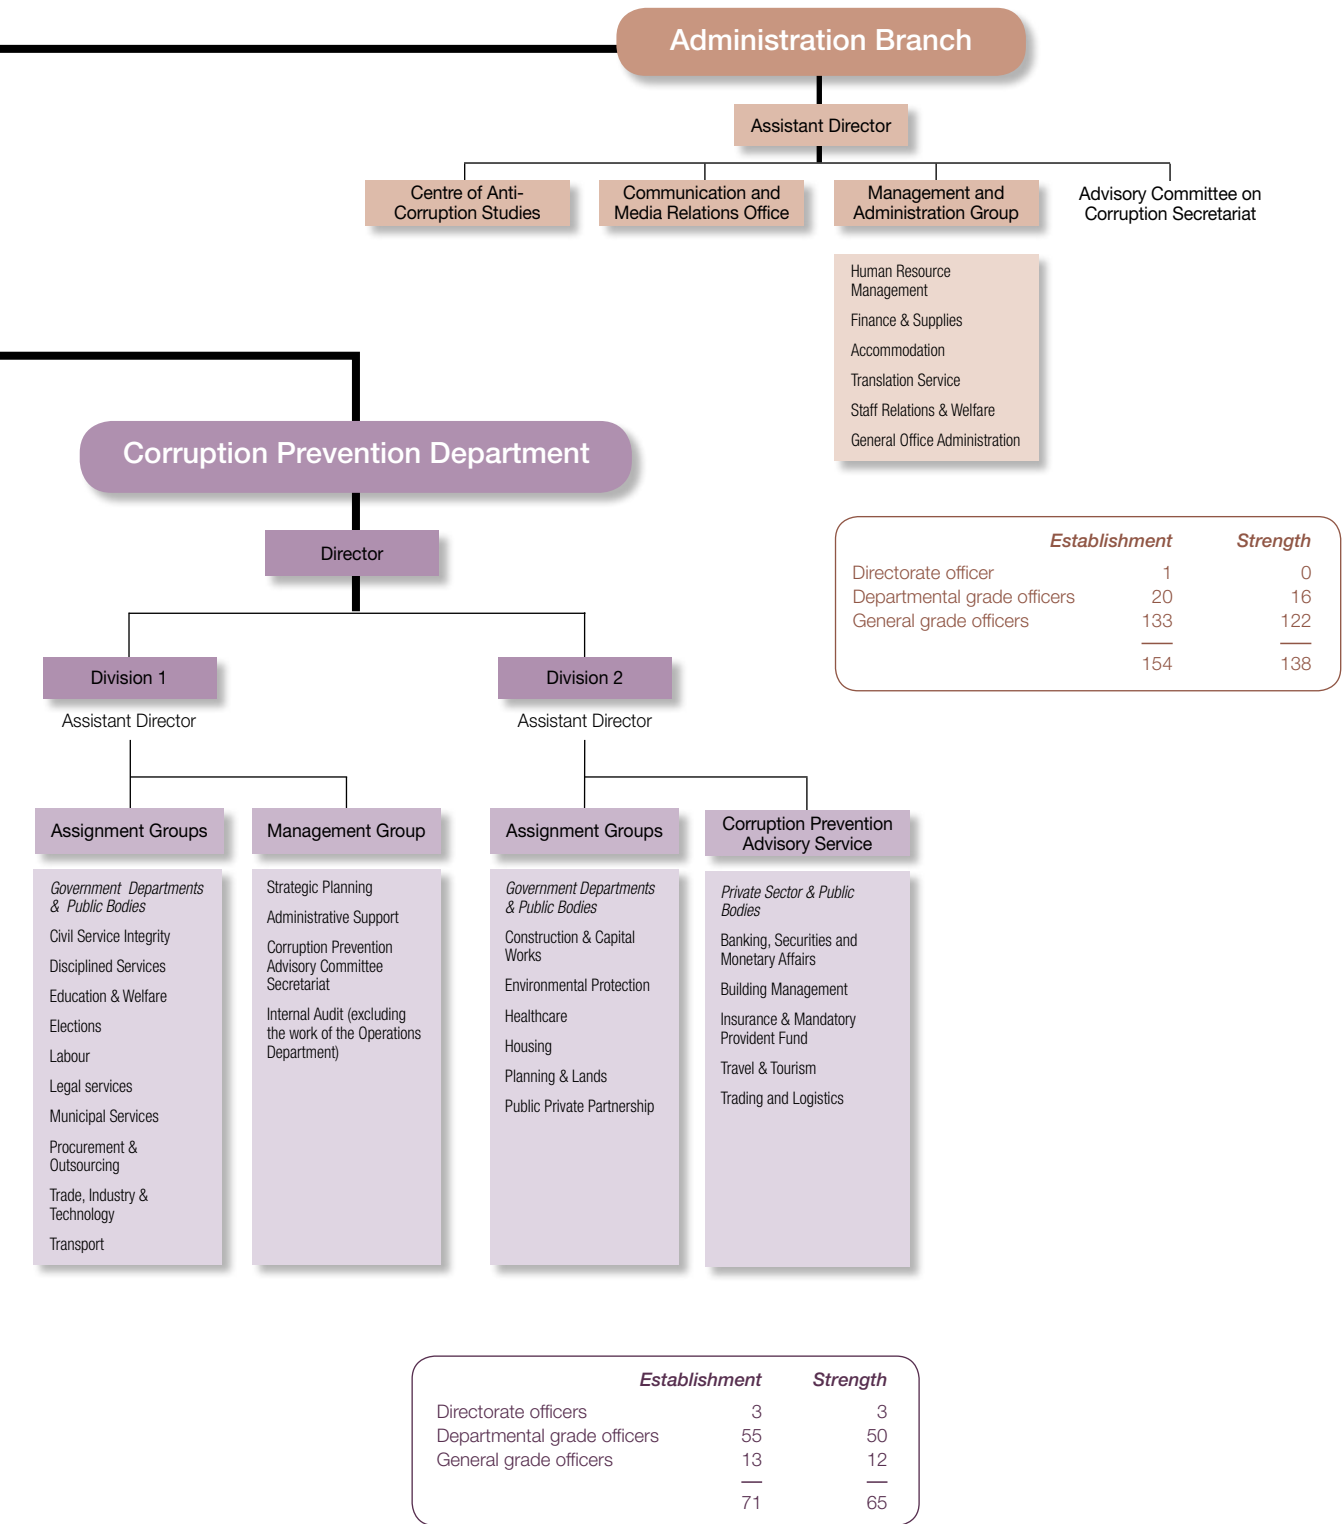 Administration Branch
Assistant Director
Centre of Anti-
Corruption Studies
Communication and
Media Relations Office
Management and
Administration Group
Advisory Committee on
Corruption Secretariat
Human Resource
Management
Finance & Supplies
Accommodation
Translation Service
Staff Relations & Welfare
General Office Administration
Establishment Strength
Directorate officer 1 0
Departmental grade officers 20 16
General grade officers 133 122
154 138
Corruption Prevention Department
Director
Division 1
Assistant Director
Division 2
Assistant Director
Assignment Groups
Government Departments
& Public Bodies
Civil Service Integrity
Disciplined Services
Education & Welfare
Elections
Labour
Legal services
Municipal Services
Procurement &
Outsourcing
Trade, Industry &
Technology
Transport
Management Group
Strategic Planning
Administrative Support
Corruption Prevention
Advisory Committee
Secretariat
Internal Audit (excluding
the work of the Operations
Department)
Assignment Groups
Government Departments
& Public Bodies
Construction & Capital
Works
Environmental Protection
Healthcare
Housing
Planning & Lands
Public Private Partnership
Corruption Prevention
Advisory Service
Private Sector & Public
Bodies
Banking, Securities and
Monetary Affairs
Building Management
Insurance & Mandatory
Provident Fund
Travel & Tourism
Trading and Logistics
Establishment Strength
Directorate officers 3 3
Departmental grade officers 55 50
General grade officers 13 12
71 65